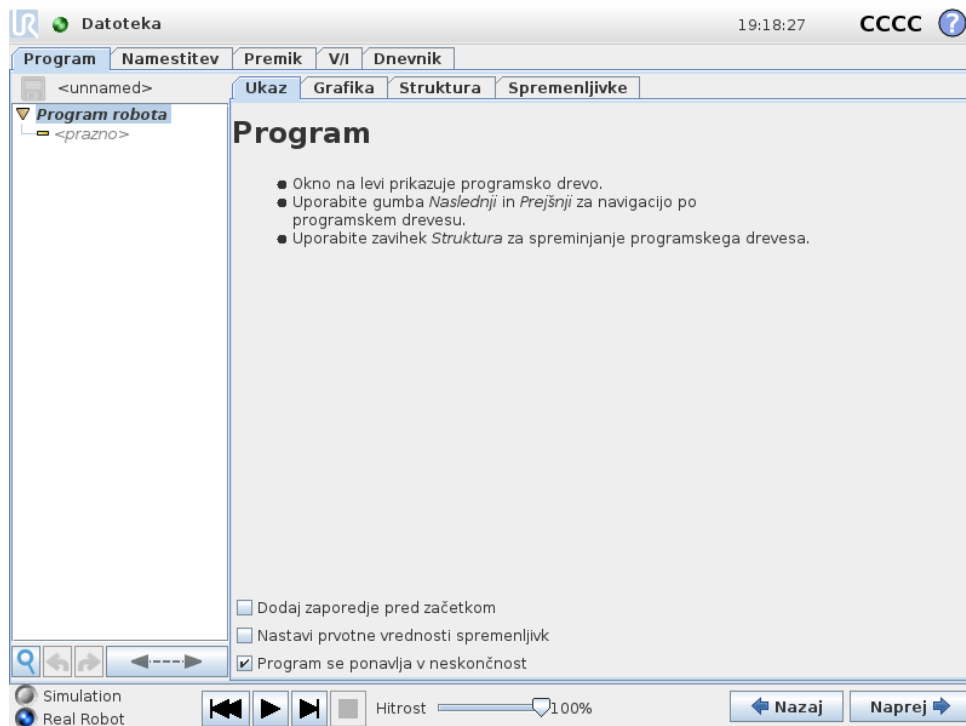 UR Datoteka 19:18:27 CCCC ?
Program Namestitev Premik V/I Dnevnik
<unnamed> Ukaz Grafika Struktura Spremenljivke
Program robota
<prazno>
Program
Okno na levi prikazuje programsko drevo.
Uporabite gumba Naslednji in Prejšnji za navigacijo po
programskem drevesu.
Uporabite zavihek Struktura za spreminjanje programskega drevesa.
Dodaj zaporedje pred začetkom
Nastavi prvotne vrednosti spremenljivk
Program se ponavlja v neskončnost
Simulation
Real Robot
Hitrost 100% Nazaj Naprej